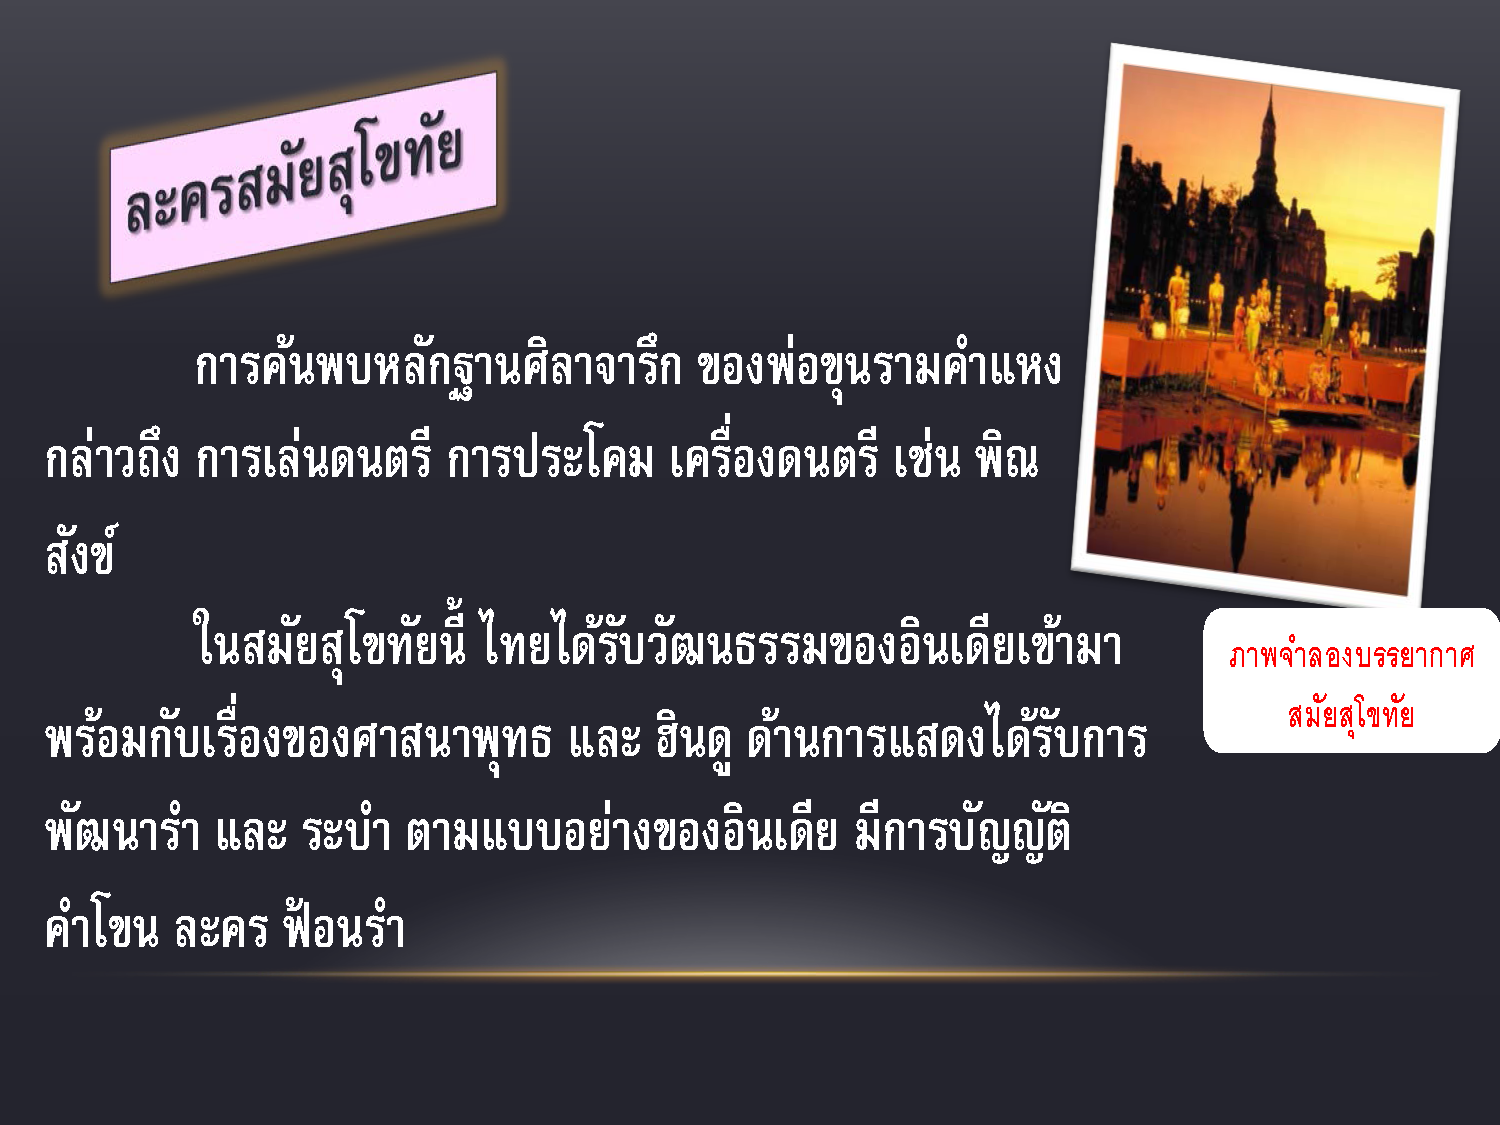 ละครสมัยสุโขทัย
การค้นพบหลักฐานศิลาจารึก ของพ่อขุนรามคำแหง
กล่าวถึง การเล่นดนตรี การประโคม เครื่องดนตรี เช่น พิณ
สังข์
ในสมัยสุโขทัยนี้ ไทยได้รับวัฒนธรรมของอินเดียเข้ามา
พร้อมกับเรื่องของศาสนาพุทธ และ ฮินดู ด้านการแสดงได้รับการ
พัฒนารำ และ ระบำ ตามแบบอย่างของอินเดีย มีการบัญญัติ
คำโขน ละคร ฟ้อนรำ
ภาพจำลองบรรยากาศ
สมัยสุโขทัย